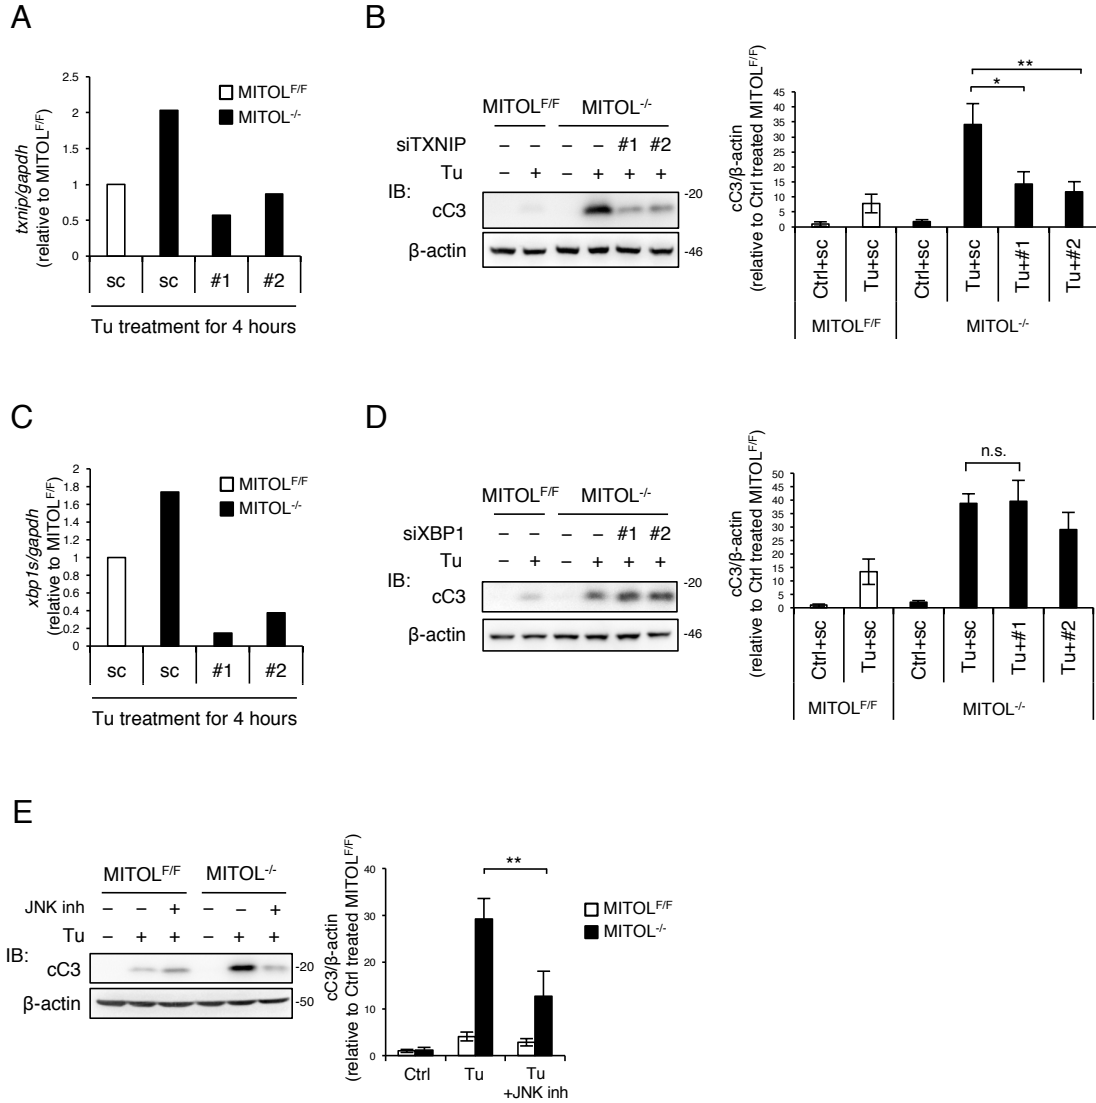 A
txnip/gapdh
(relative to MITOL^F/F)
2.5
2
1.5
1
0.5
0
MITOL^F/F
MITOL^-/-
sc sc #1 #2
Tu treatment for 4 hours
B
MITOL^F/F MITOL^-/-
siTXNIP – – – – #1 #2
Tu – + – + + +
IB:
cC3 -20
β-actin -46
cC3/β-actin
(relative to Ctrl treated MITOL^F/F)
45
40
35
30
25
20
15
10
5
0
**
*
Ctrl+sc Tu+sc Ctrl+sc Tu+sc Tu+#1 Tu+#2
MITOL^F/F MITOL^-/-
C
xbp1s/gapdh
(relative to MITOL^F/F)
2
1.8
1.6
1.4
1.2
1
0.8
0.6
0.4
0.2
0
MITOL^F/F
MITOL^-/-
sc sc #1 #2
Tu treatment for 4 hours
D
MITOL^F/F MITOL^-/-
siXBP1 – – – – #1 #2
Tu – + – + + +
IB:
cC3 -20
β-actin -46
cC3/β-actin
(relative to Ctrl treated MITOL^F/F)
50
45
40
35
30
25
20
15
10
5
0
n.s.
Ctrl+sc Tu+sc Ctrl+sc Tu+sc Tu+#1 Tu+#2
MITOL^F/F MITOL^-/-
E
MITOL^F/F MITOL^-/-
JNK inh – – + – – +
Tu – + + – + +
IB:
cC3 -20
β-actin -50
cC3/β-actin
(relative to Ctrl treated MITOL^F/F)
40
30
20
10
0
**
MITOL^F/F
MITOL^-/-
Ctrl Tu Tu
+JNK inh